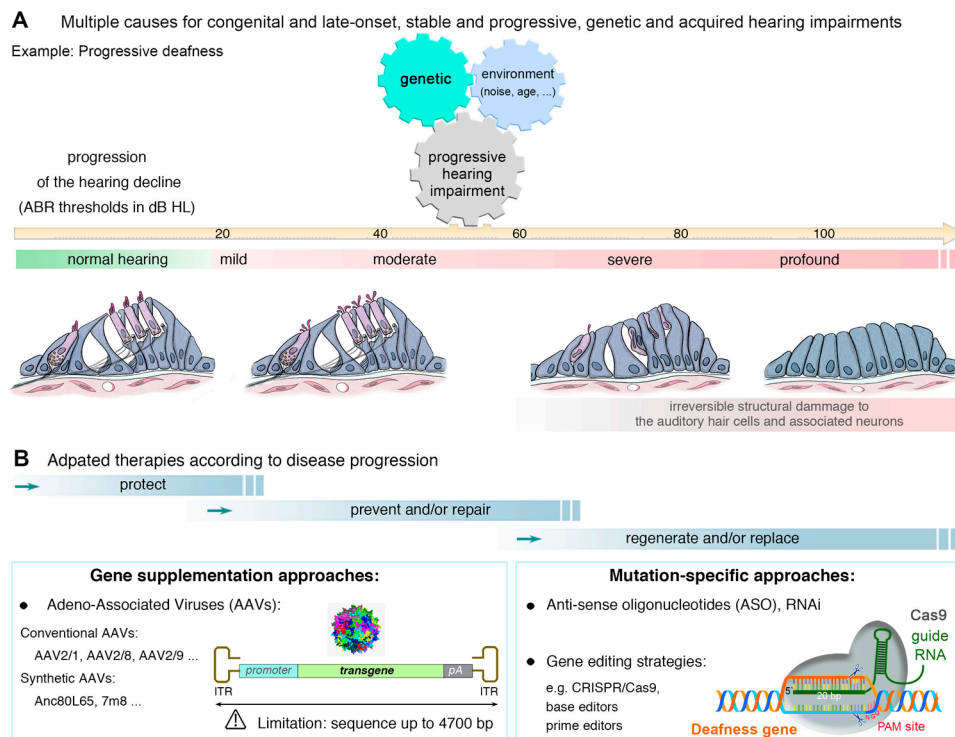 A Multiple causes for congenital and late-onset, stable and progressive, genetic and acquired hearing impairments
Example: Progressive deafness
genetic
environment
(noise, age, ...)
progressive
hearing
impairment
progression
of the hearing decline
(ABR thresholds in dB HL)
20 40 60 80 100
normal hearing mild moderate severe profound
irreversible structural dammage to
the auditory hair cells and associated neurons
B Adpated therapies according to disease progression
protect
prevent and/or repair
regenerate and/or replace
Gene supplementation approaches:
● Adeno-Associated Viruses (AAVs):
Conventional AAVs:
AAV2/1, AAV2/8, AAV2/9 ...
Synthetic AAVs:
Anc80L65, 7m8 ...
promoter transgene pA
ITR ITR
Limitation: sequence up to 4700 bp
Mutation-specific approaches:
● Anti-sense oligonucleotides (ASO), RNAi
● Gene editing strategies:
e.g. CRISPR/Cas9,
base editors
prime editors
Cas9
guide
RNA
5'
20 bp
NGG
Deafness gene
PAM site